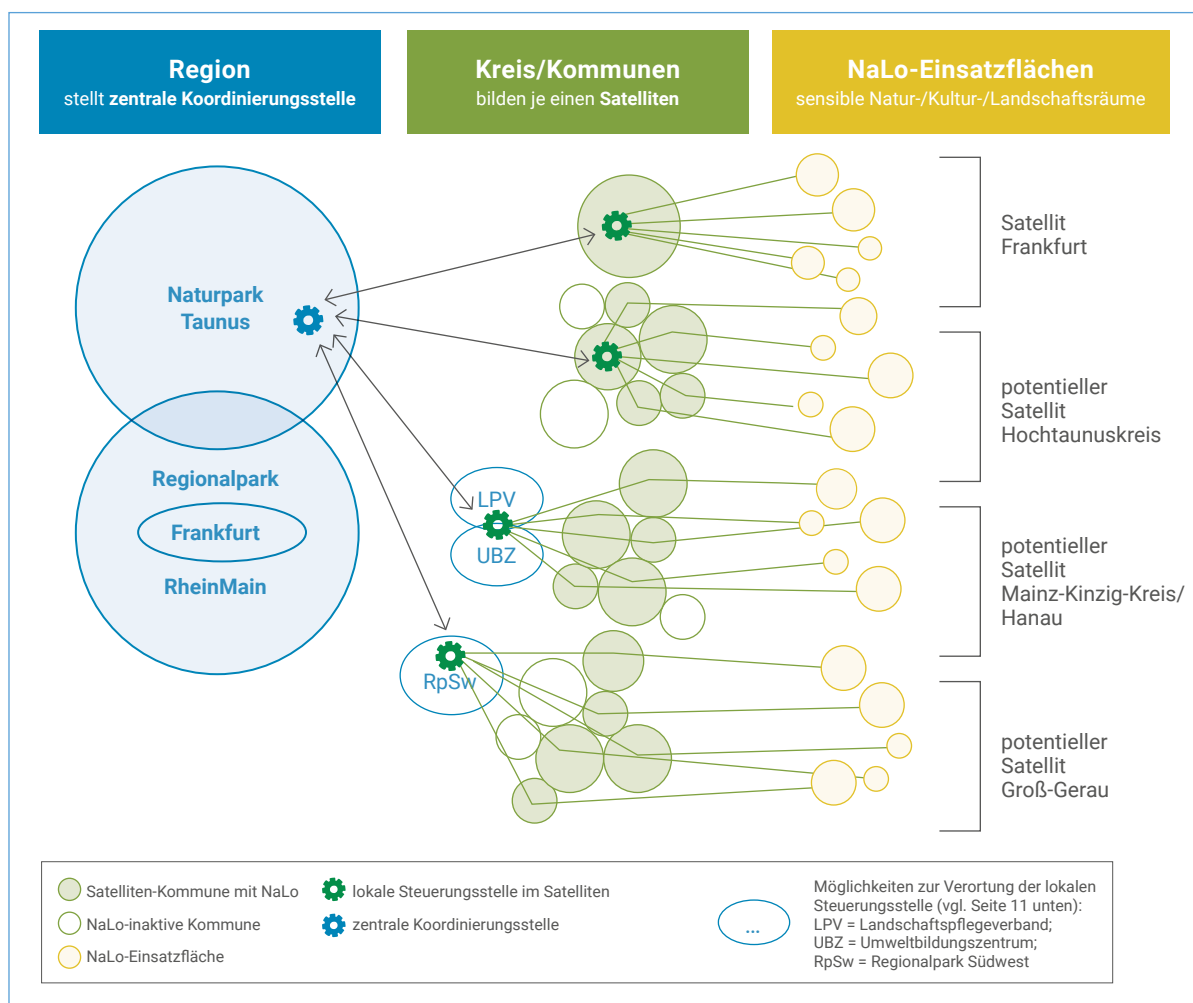 Region
stellt zentrale Koordinierungsstelle
Kreis/Kommunen
bilden je einen Satelliten
NaLo-Einsatzflächen
sensible Natur-/Kultur-/Landschaftsräume
Naturpark
Taunus
Regionalpark
Frankfurt
RheinMain
LPV
UBZ
RpSw
Satellit
Frankfurt
potentieller
Satellit
Hochtaunuskreis
potentieller
Satellit
Mainz-Kinzig-Kreis/
Hanau
potentieller
Satellit
Groß-Gerau
Satelliten-Kommune mit NaLo
NaLo-inaktive Kommune
NaLo-Einsatzfläche
lokale Steuerungsstelle im Satelliten
zentrale Koordinierungsstelle
...
Möglichkeiten zur Verortung der lokalen
Steuerungsstelle (vgl. Seite 11 unten):
LPV = Landschaftspflegeverband;
UBZ = Umweltbildungszentrum;
RpSw = Regionalpark Südwest